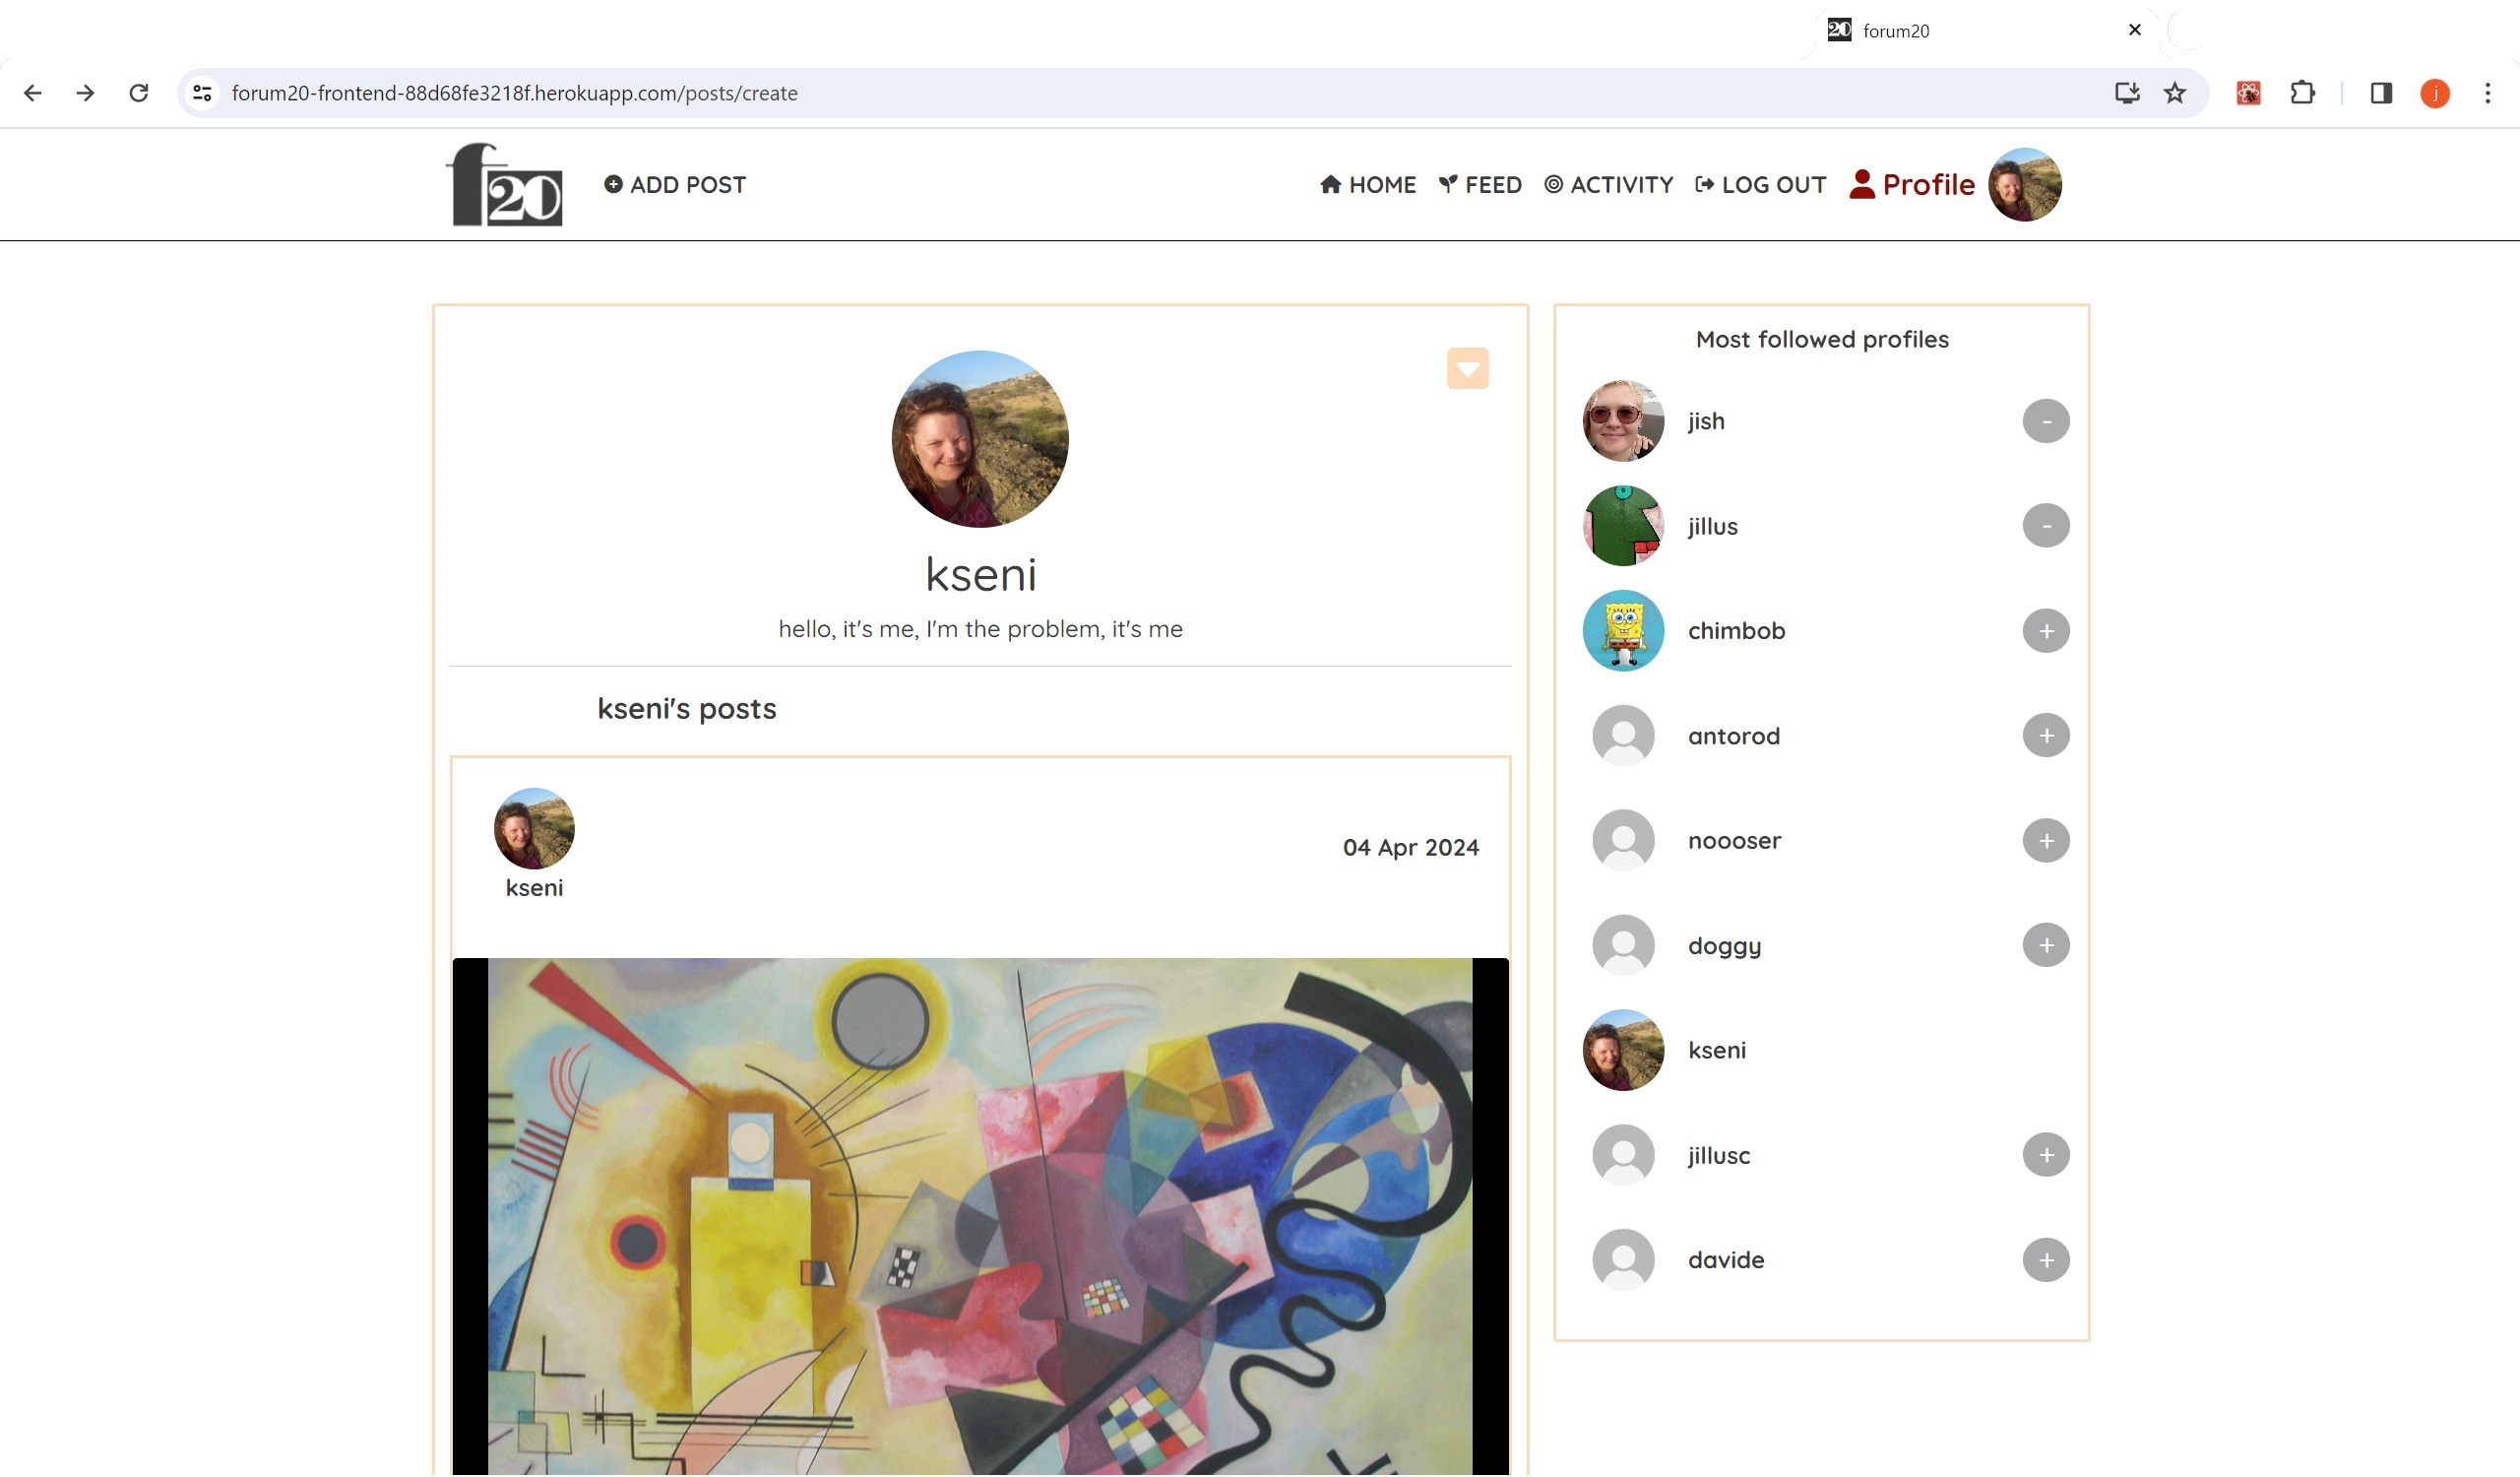 20 forum20
forum20-frontend-88d68fe3218f.herokuapp.com/posts/create
j
f20
ADD POST
HOME FEED ACTIVITY LOG OUT Profile
kseni
hello, it's me, I'm the problem, it's me
kseni's posts
kseni
04 Apr 2024
Most followed profiles
jish -
jillus -
chimbob +
antorod +
noooser +
doggy +
kseni
jillusc +
davide +